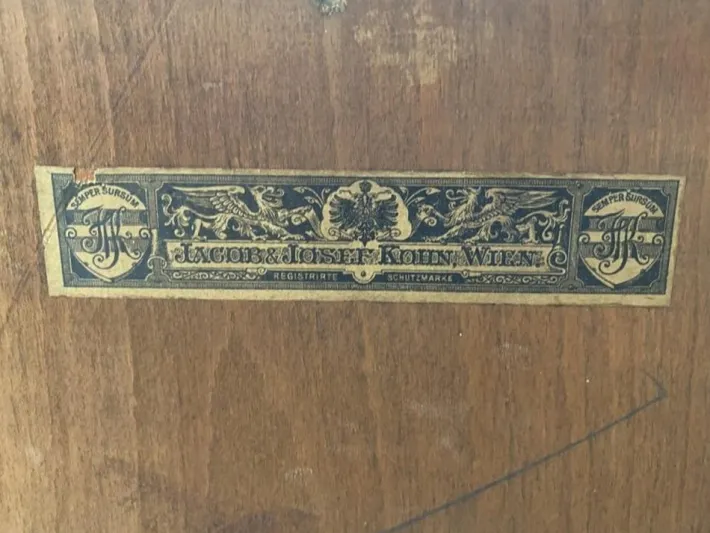 SEMPER SURSUM
JJK
JACOB & JOSEF KOHN, WIEN.
REGISTRIRTE SCHUTZMARKE
SEMPER SURSUM
JJK